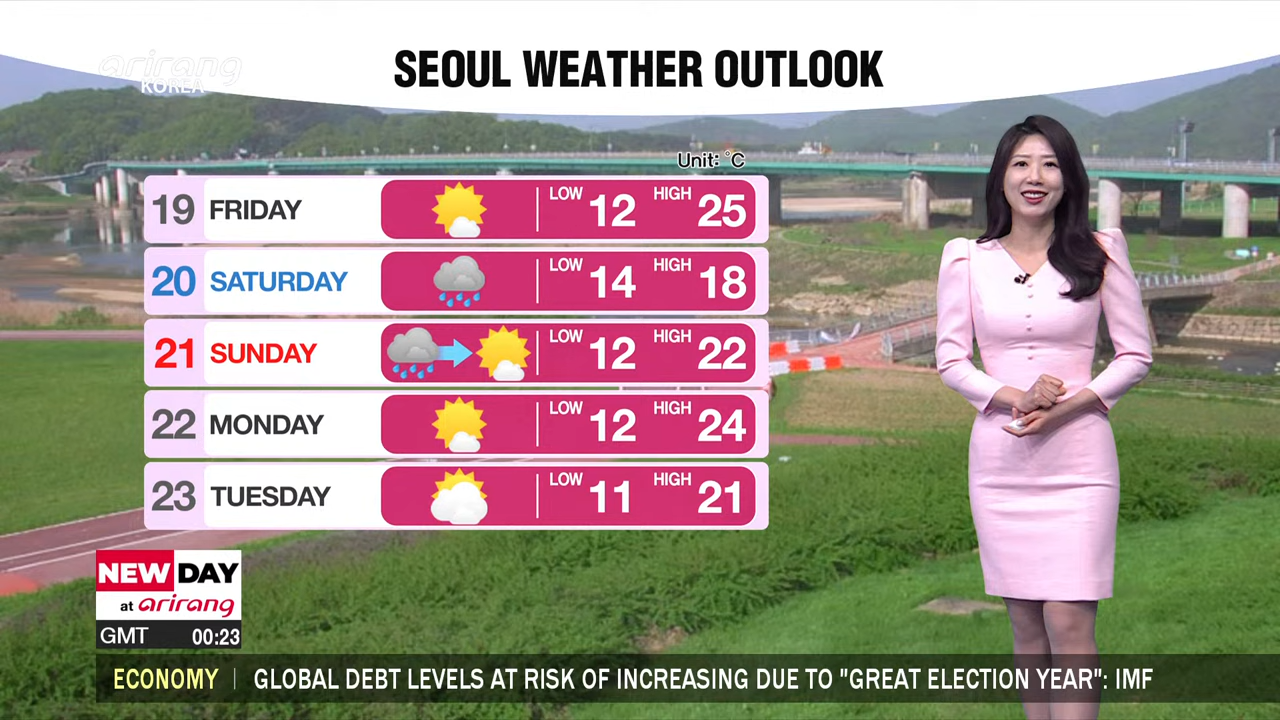 arirang
KOREA
SEOUL WEATHER OUTLOOK
Unit: °C
19 FRIDAY LOW 12 HIGH 25
20 SATURDAY LOW 14 HIGH 18
21 SUNDAY LOW 12 HIGH 22
22 MONDAY LOW 12 HIGH 24
23 TUESDAY LOW 11 HIGH 21
NEW DAY
at arirang
GMT 00:23
ECONOMY | GLOBAL DEBT LEVELS AT RISK OF INCREASING DUE TO "GREAT ELECTION YEAR": IMF